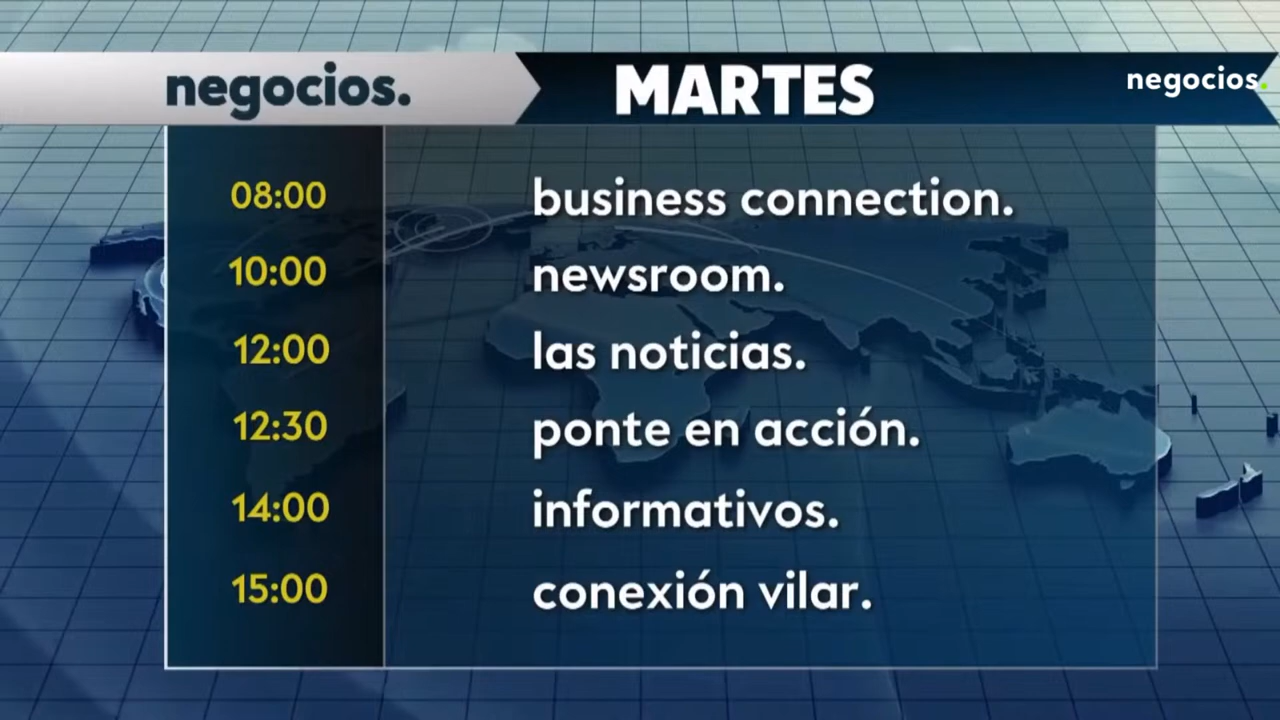 negocios. MARTES negocios.
08:00 business connection.
10:00 newsroom.
12:00 las noticias.
12:30 ponte en acción.
14:00 informativos.
15:00 conexión vilar.